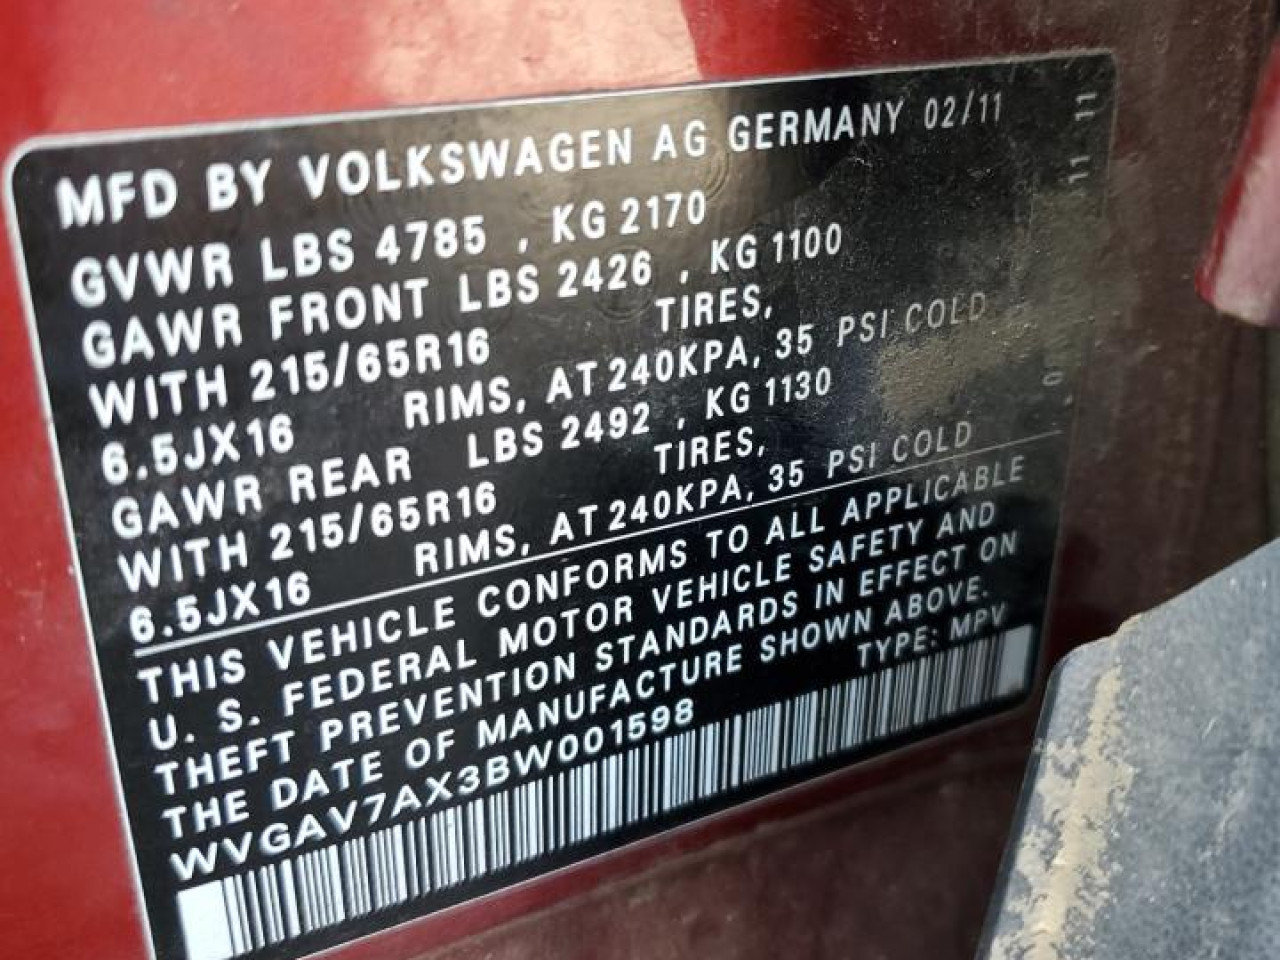 MFD BY VOLKSWAGEN AG GERMANY 02/11
GVWR LBS 4785 , KG 2170
GAWR FRONT LBS 2426 , KG 1100
WITH 215/65R16 TIRES,
6.5JX16 RIMS, AT 240KPA, 35 PSI COLD
GAWR REAR LBS 2492 , KG 1130
WITH 215/65R16 TIRES,
6.5JX16 RIMS, AT 240KPA, 35 PSI COLD
THIS VEHICLE CONFORMS TO ALL APPLICABLE
U. S. FEDERAL MOTOR VEHICLE SAFETY AND
THEFT PREVENTION STANDARDS IN EFFECT ON
THE DATE OF MANUFACTURE SHOWN ABOVE.
WVGAV7AX3BW001598 TYPE: MPV
11 11